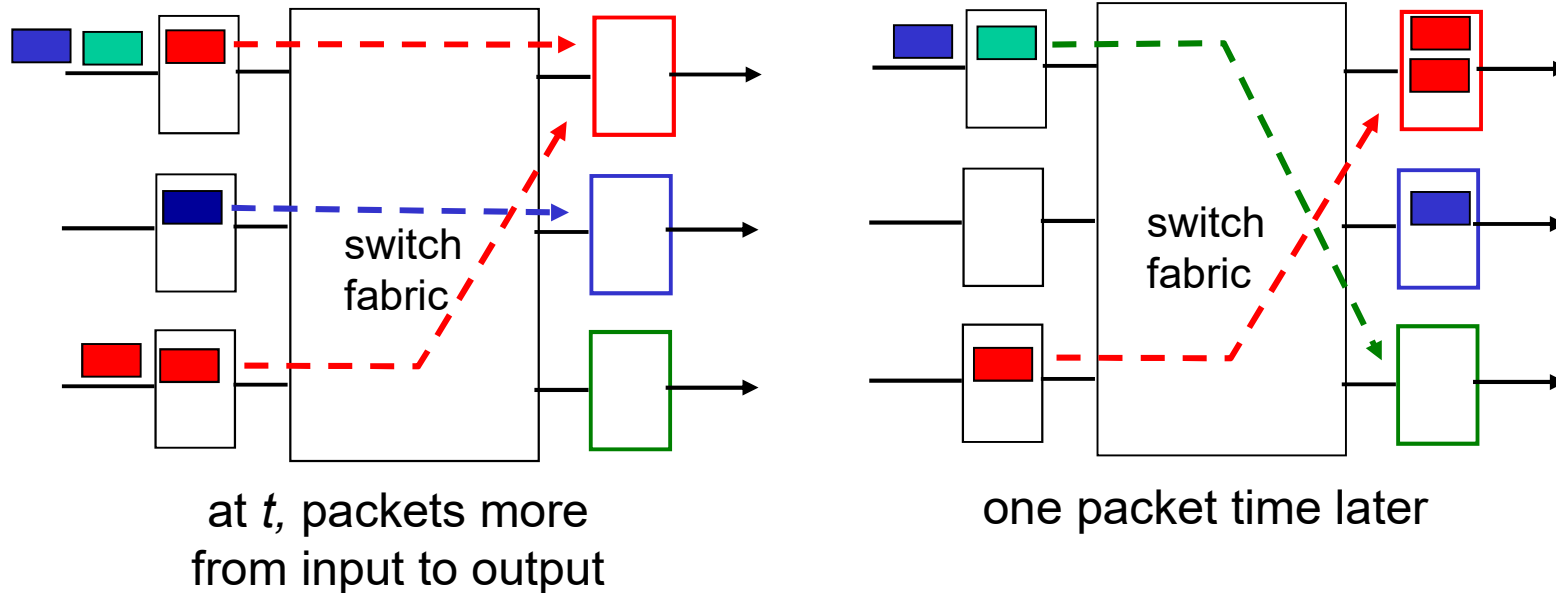 switch
fabric
at t, packets more
from input to output
switch
fabric
one packet time later